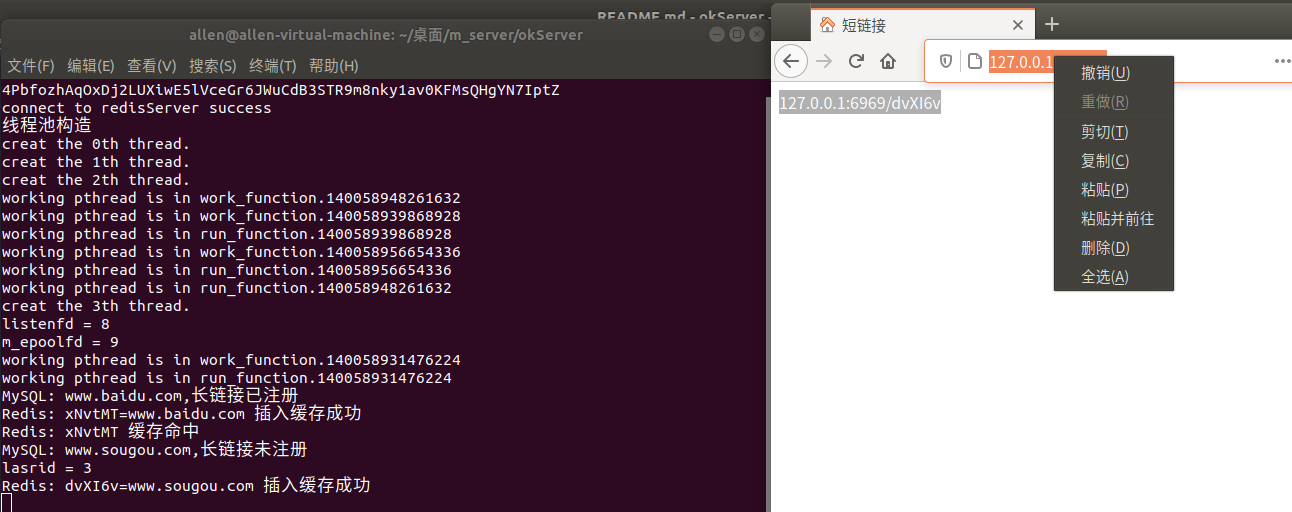 README.md - okServer -
allen@allen-virtual-machine: ~/桌面/m_server/okServer
文件(F) 编辑(E) 查看(V) 搜索(S) 终端(T) 帮助(H)
4PbfozhAqOxDj2LUXiwE5lVceGr6JWuCdB3STR9m8nky1av0KFMsQHgYN7IptZ
connect to redisServer success
线程池构造
creat the 0th thread.
creat the 1th thread.
creat the 2th thread.
working pthread is in work_function.140058948261632
working pthread is in work_function.140058939868928
working pthread is in run_function.140058939868928
working pthread is in work_function.140058956654336
working pthread is in run_function.140058956654336
working pthread is in run_function.140058948261632
creat the 3th thread.
listenfd = 8
m_epoolfd = 9
working pthread is in work_function.140058931476224
working pthread is in run_function.140058931476224
MySQL: www.baidu.com,长链接已注册
Redis: xNvtMT=www.baidu.com 插入缓存成功
Redis: xNvtMT 缓存命中
MySQL: www.sougou.com,长链接未注册
lasrid = 3
Redis: dvXI6v=www.sougou.com 插入缓存成功
短链接
127.0.0.1
127.0.0.1:6969/dvXI6v
撤销(U)
重做(R)
剪切(T)
复制(C)
粘贴(P)
粘贴并前往
删除(D)
全选(A)